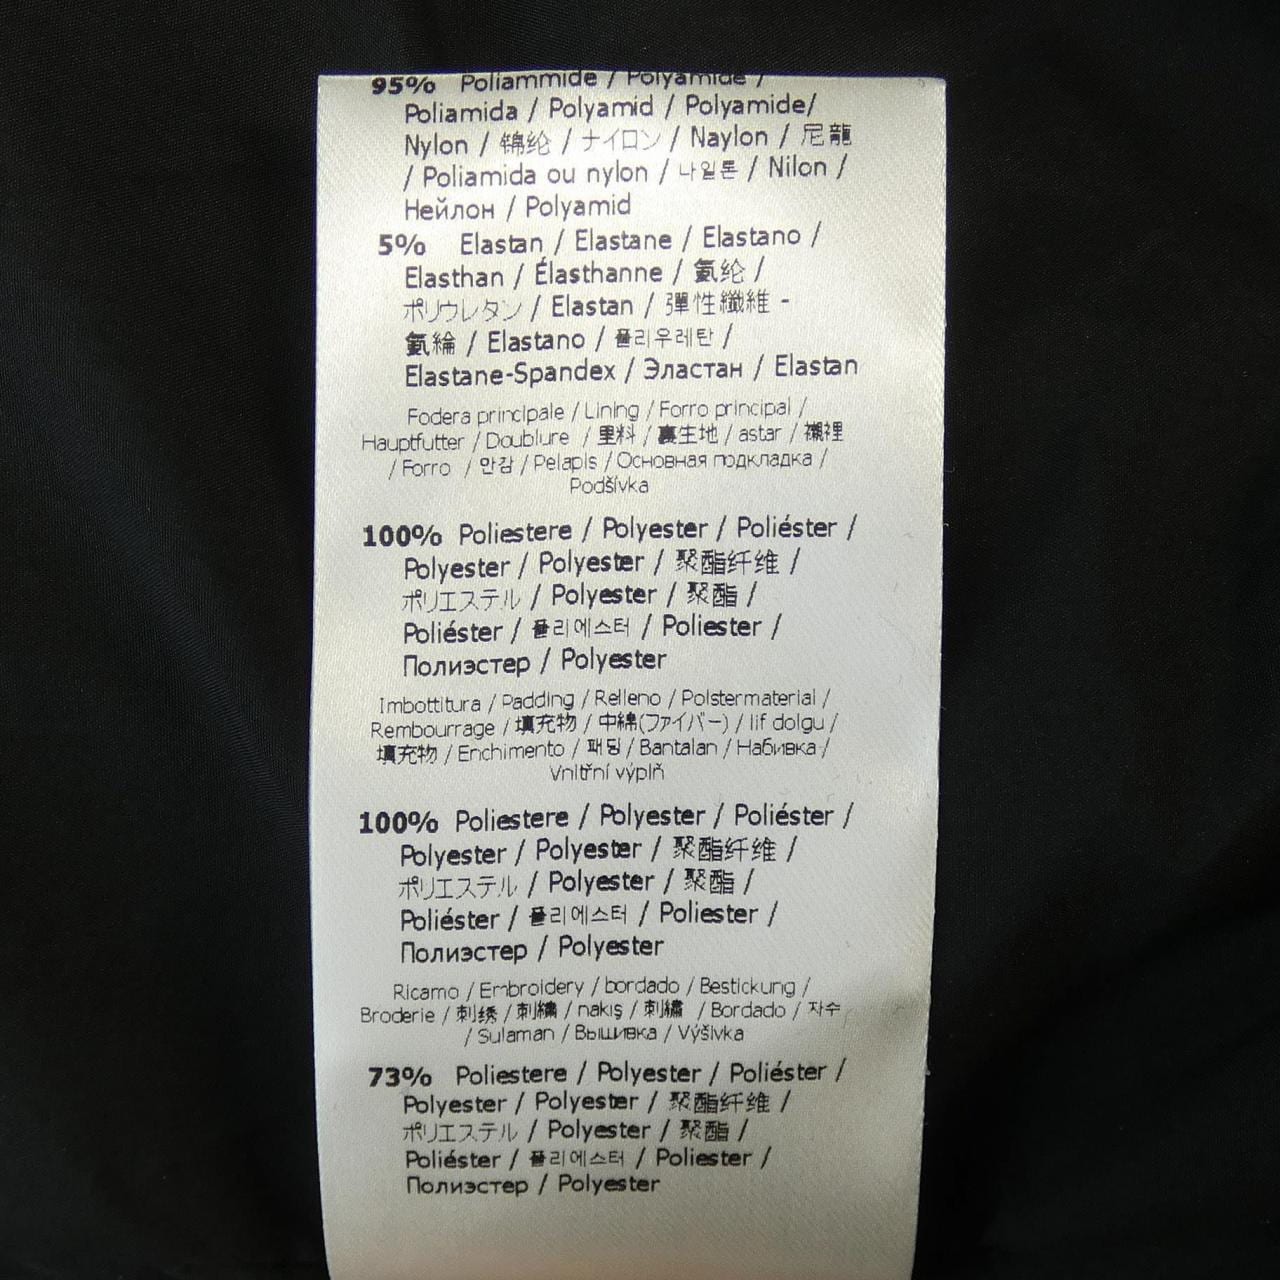 95% Poliammide / Polyamide /
Poliamida / Polyamid / Polyamide/
Nylon / 锦纶 / ナイロン / Naylon / 尼龍
/ Poliamida ou nylon / 나일론 / Nilon /
Нейлон / Polyamid
5% Elastan / Elastane / Elastano /
Elasthan / Élasthanne / 氨纶 /
ポリウレタン / Elastan / 彈性纖維 -
氨綸 / Elastano / 폴리우레탄 /
Elastane-Spandex / Эластан / Elastan
Fodera principale / Lining / Forro principal /
Hauptfutter / Doublure / 里料 / 裏生地 / astar / 襯裡
/ Forro / 안감 / Pelapis / Основная подкладка /
Podšívka
100% Poliestere / Polyester / Poliéster /
Polyester / Polyester / 聚酯纤维 /
ポリエステル / Polyester / 聚酯 /
Poliéster / 폴리에스터 / Poliester /
Полиэстер / Polyester
Imbottitura / Padding / Relleno / Polstermaterial /
Rembourrage / 填充物 / 中綿(ファイバー) / lif dolgu /
填充物 / Enchimento / 패딩 / Bantalan / Набивка /
Vnitřní výplň
100% Poliestere / Polyester / Poliéster /
Polyester / Polyester / 聚酯纤维 /
ポリエステル / Polyester / 聚酯 /
Poliéster / 폴리에스터 / Poliester /
Полиэстер / Polyester
Ricamo / Embroidery / bordado / Bestickung /
Broderie / 刺绣 / 刺繍 / nakış / 刺繡 / Bordado / 자수
/ Sulaman / Вышивка / Výšivka
73% Poliestere / Polyester / Poliéster /
Polyester / Polyester / 聚酯纤维 /
ポリエステル / Polyester / 聚酯 /
Poliéster / 폴리에스터 / Poliester /
Полиэстер / Polyester